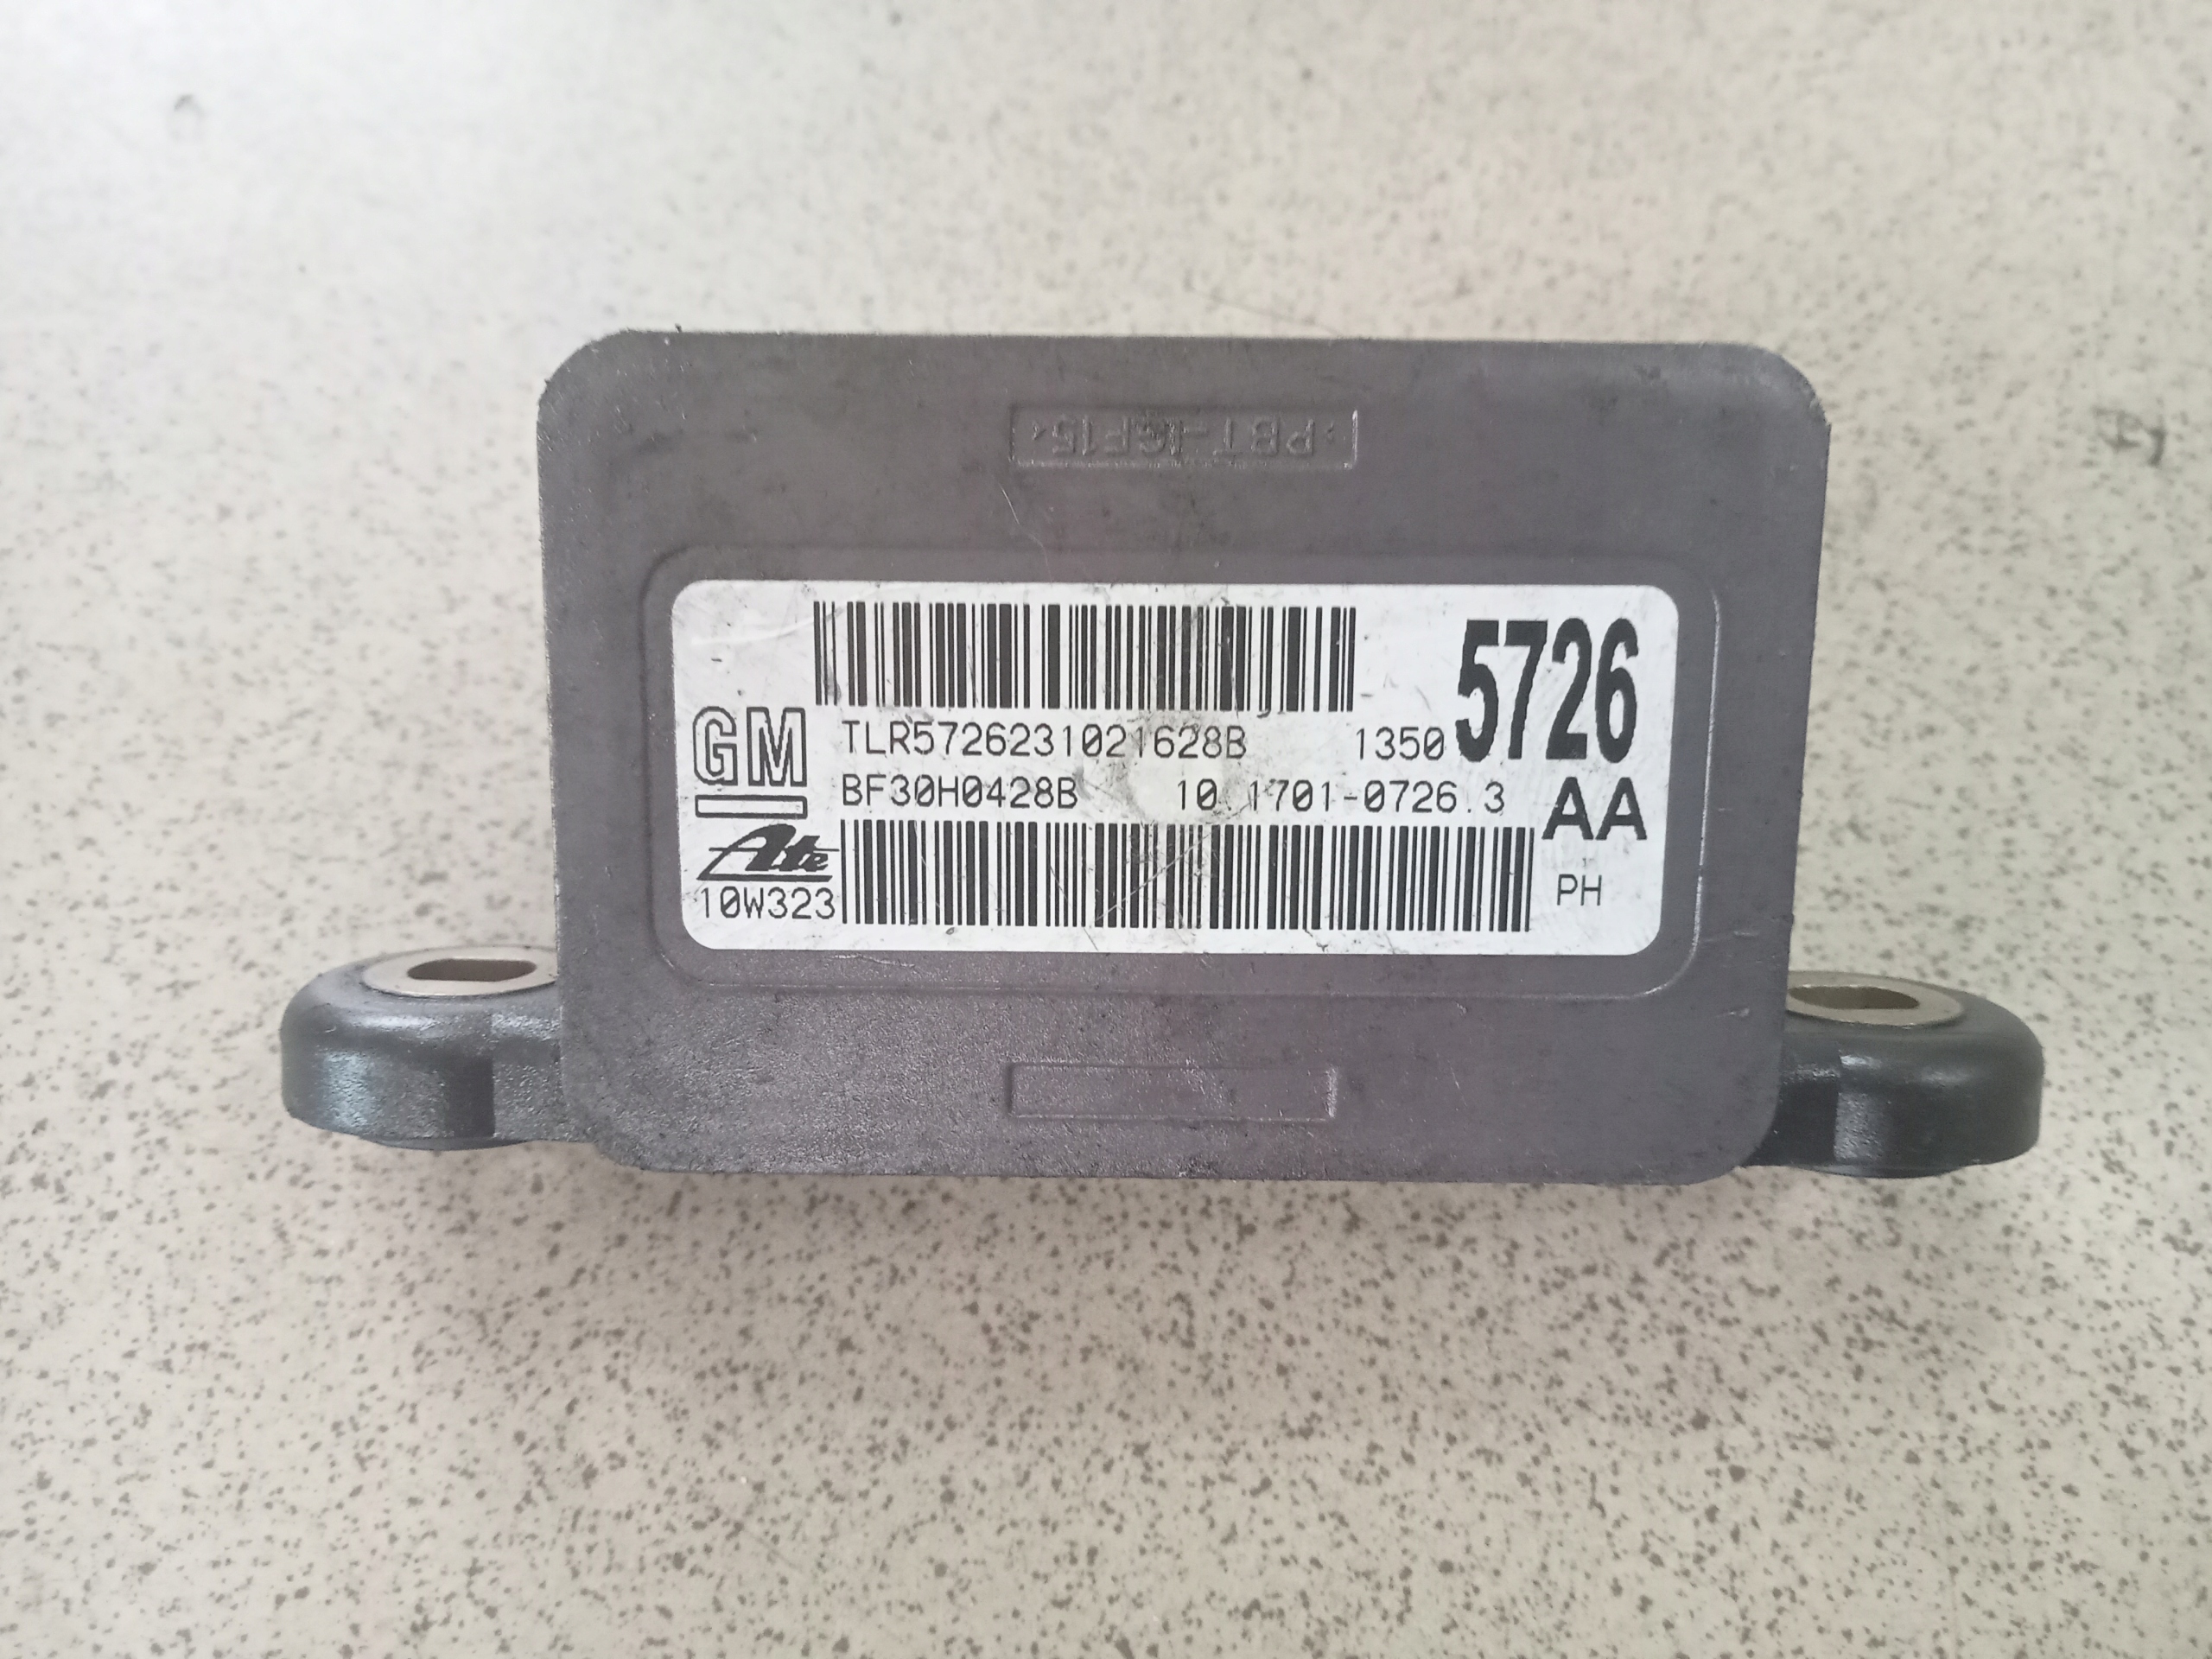 >PBT-GF15<
5726
GM
TLR5726231021628B 1350
BF30H0428B 10.1701-0726.3 AA
Ate
10W323
PH